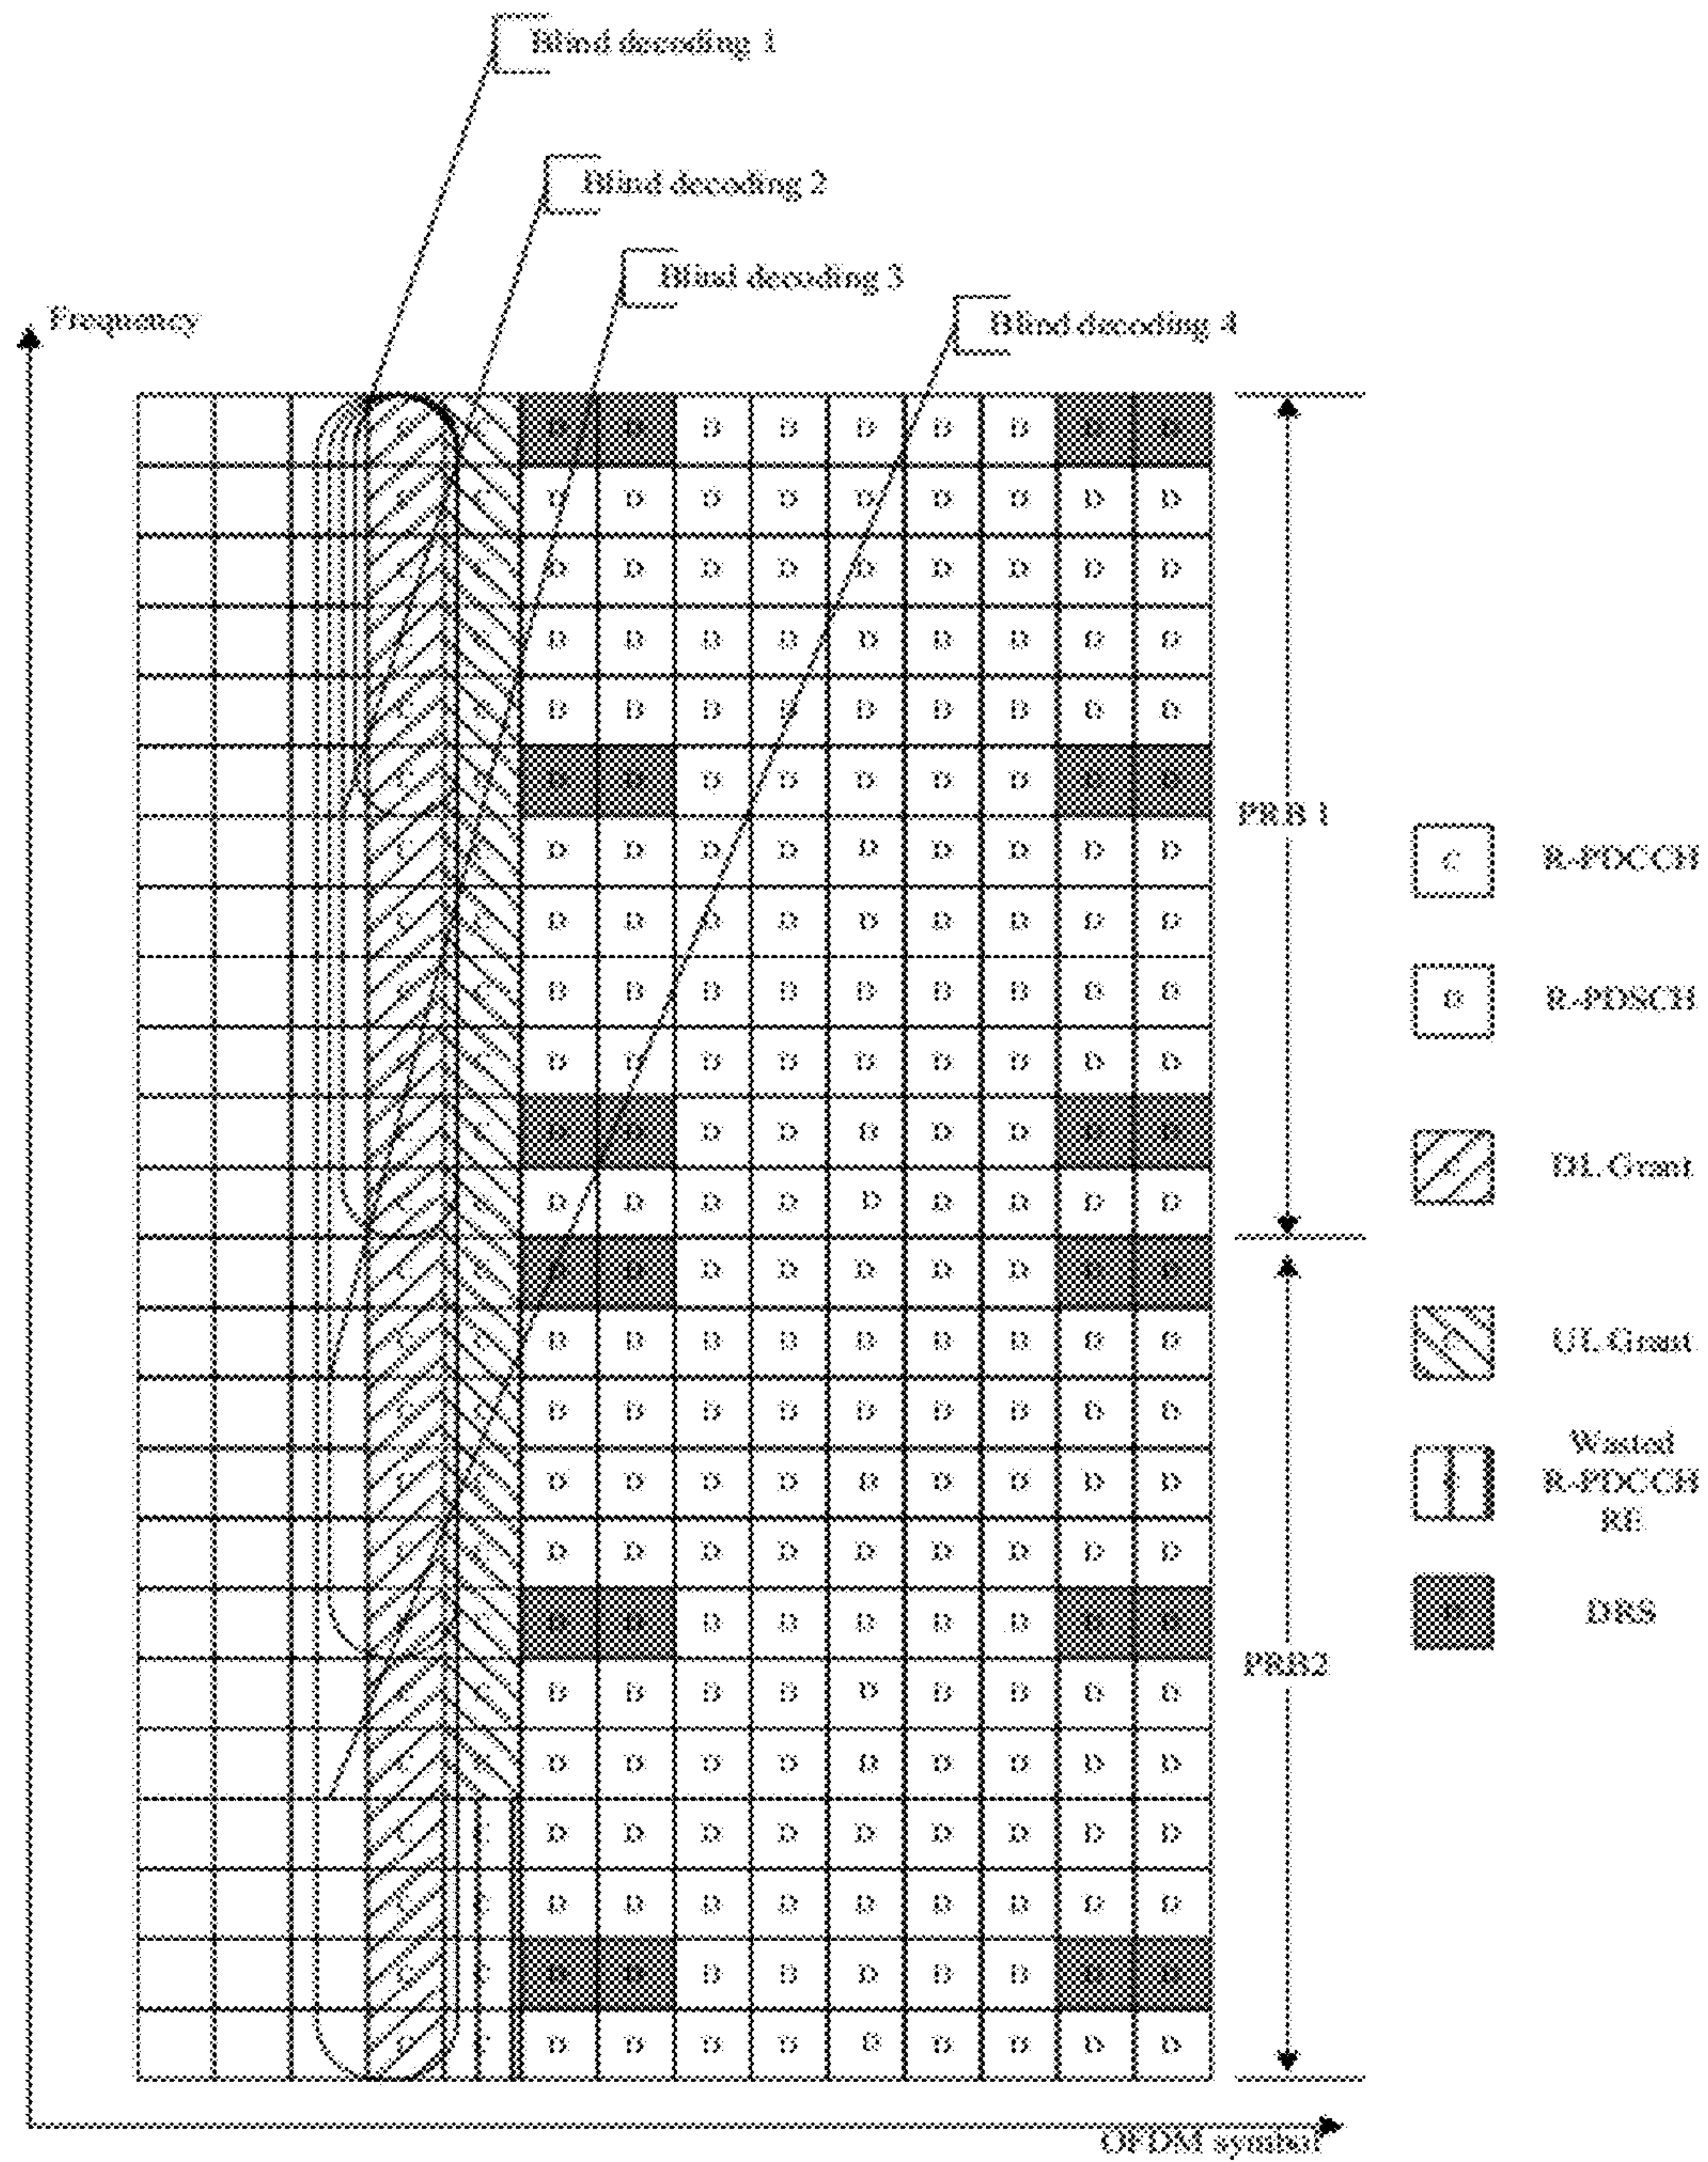 Blind decoding 1
Blind decoding 2
Blind decoding 3
Blind decoding 4
Frequency
D D D D D
D D D D D D D D D
D D D D D D D D D
D D D D D D D D D
D D D D D D D D D
D D D D D
D D D D D D D D D
D D D D D D D D D
D D D D D D D D D
D D D D D D D D D
D D D D D
D D D D D D D D D
D D D D D
D D D D D D D D D
D D D D D D D D D
D D D D D D D D D
D D D D D D D D D
D D D D D
D D D D D D D D D
D D D D D D D D D
D D D D D D D D D
D D D D D D D D D
D D D D D
D D D D D D D D D
PRB 1
PRB2
C R-PDCCH
D R-PDSCH
DL Grant
UL Grant
Wasted
R-PDCCH
RE
DRS
OFDM symbol